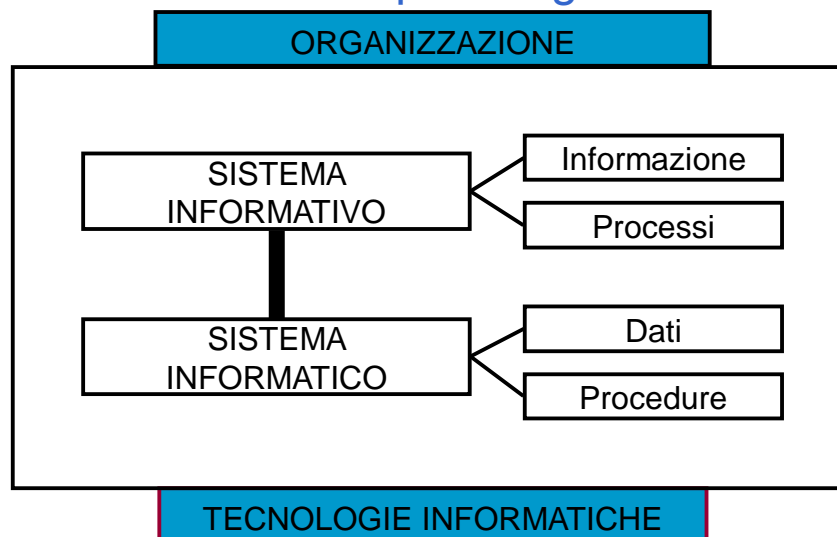 ORGANIZZAZIONE
SISTEMA
INFORMATIVO
Informazione
Processi
SISTEMA
INFORMATICO
Dati
Procedure
TECNOLOGIE INFORMATICHE